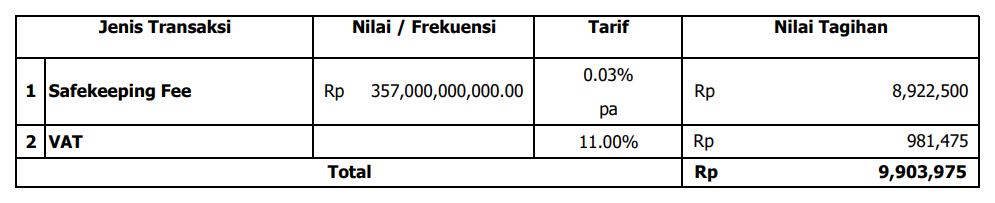 Jenis Transaksi Nilai / Frekuensi Tarif Nilai Tagihan
1 Safekeeping Fee Rp 357,000,000,000.00 0.03% pa Rp 8,922,500
2 VAT 11.00% Rp 981,475
Total Rp 9,903,975